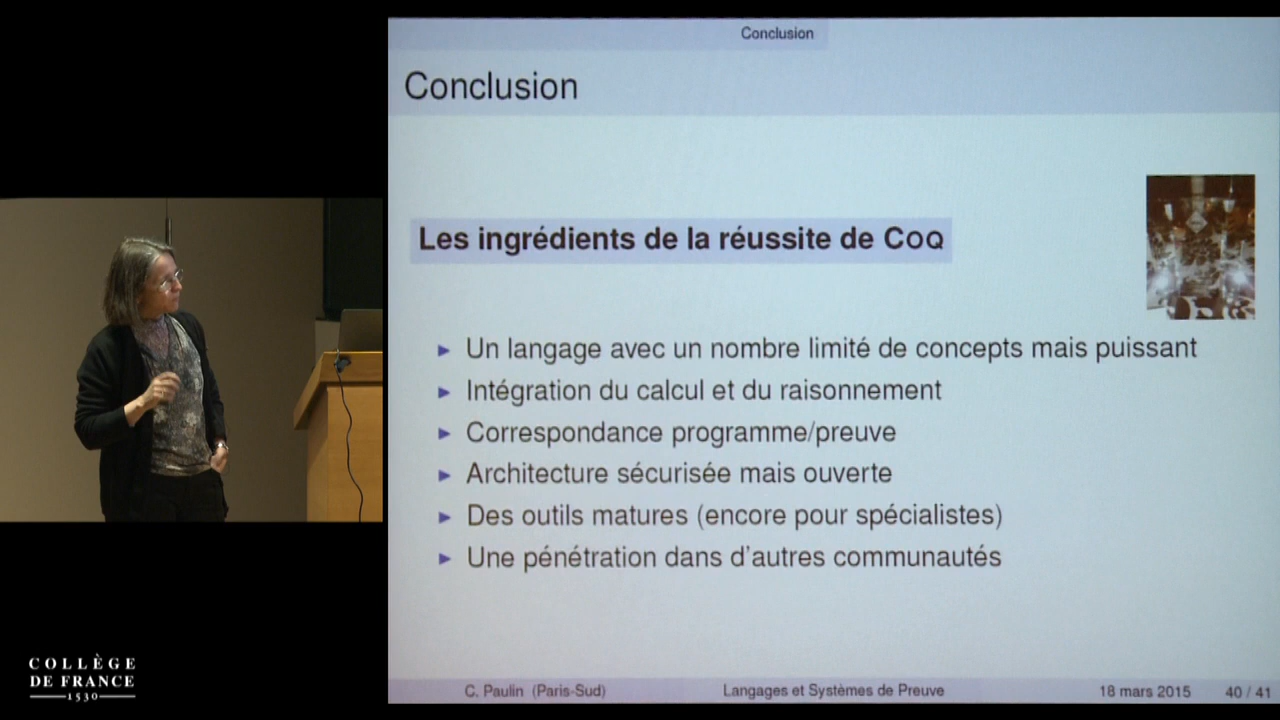 Conclusion
Conclusion
Les ingrédients de la réussite de COQ
► Un langage avec un nombre limité de concepts mais puissant
► Intégration du calcul et du raisonnement
► Correspondance programme/preuve
► Architecture sécurisée mais ouverte
► Des outils matures (encore pour spécialistes)
► Une pénétration dans d'autres communautés
C. Paulin (Paris-Sud) Langages et Systèmes de Preuve 18 mars 2015 40 / 41
COLLÈGE
DE FRANCE
1530